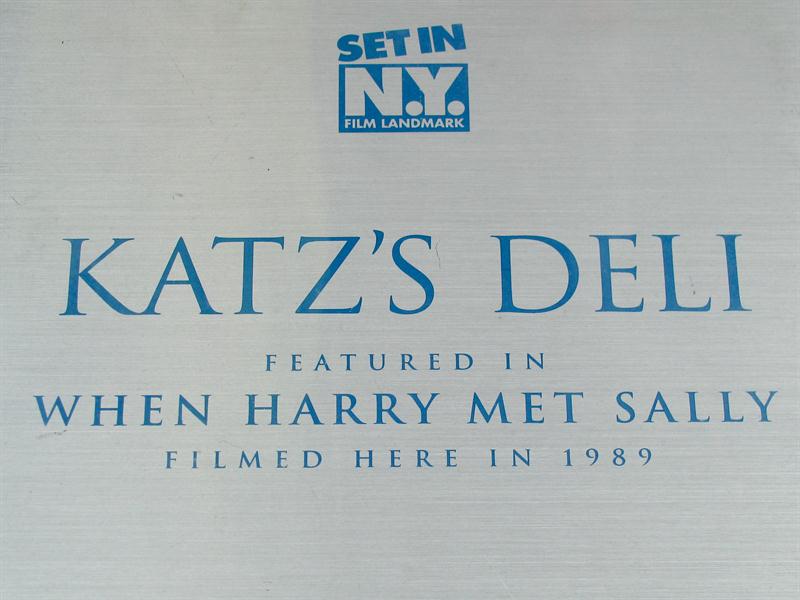 SET IN
N.Y.
FILM LANDMARK
KATZ'S DELI
FEATURED IN
WHEN HARRY MET SALLY
FILMED HERE IN 1989